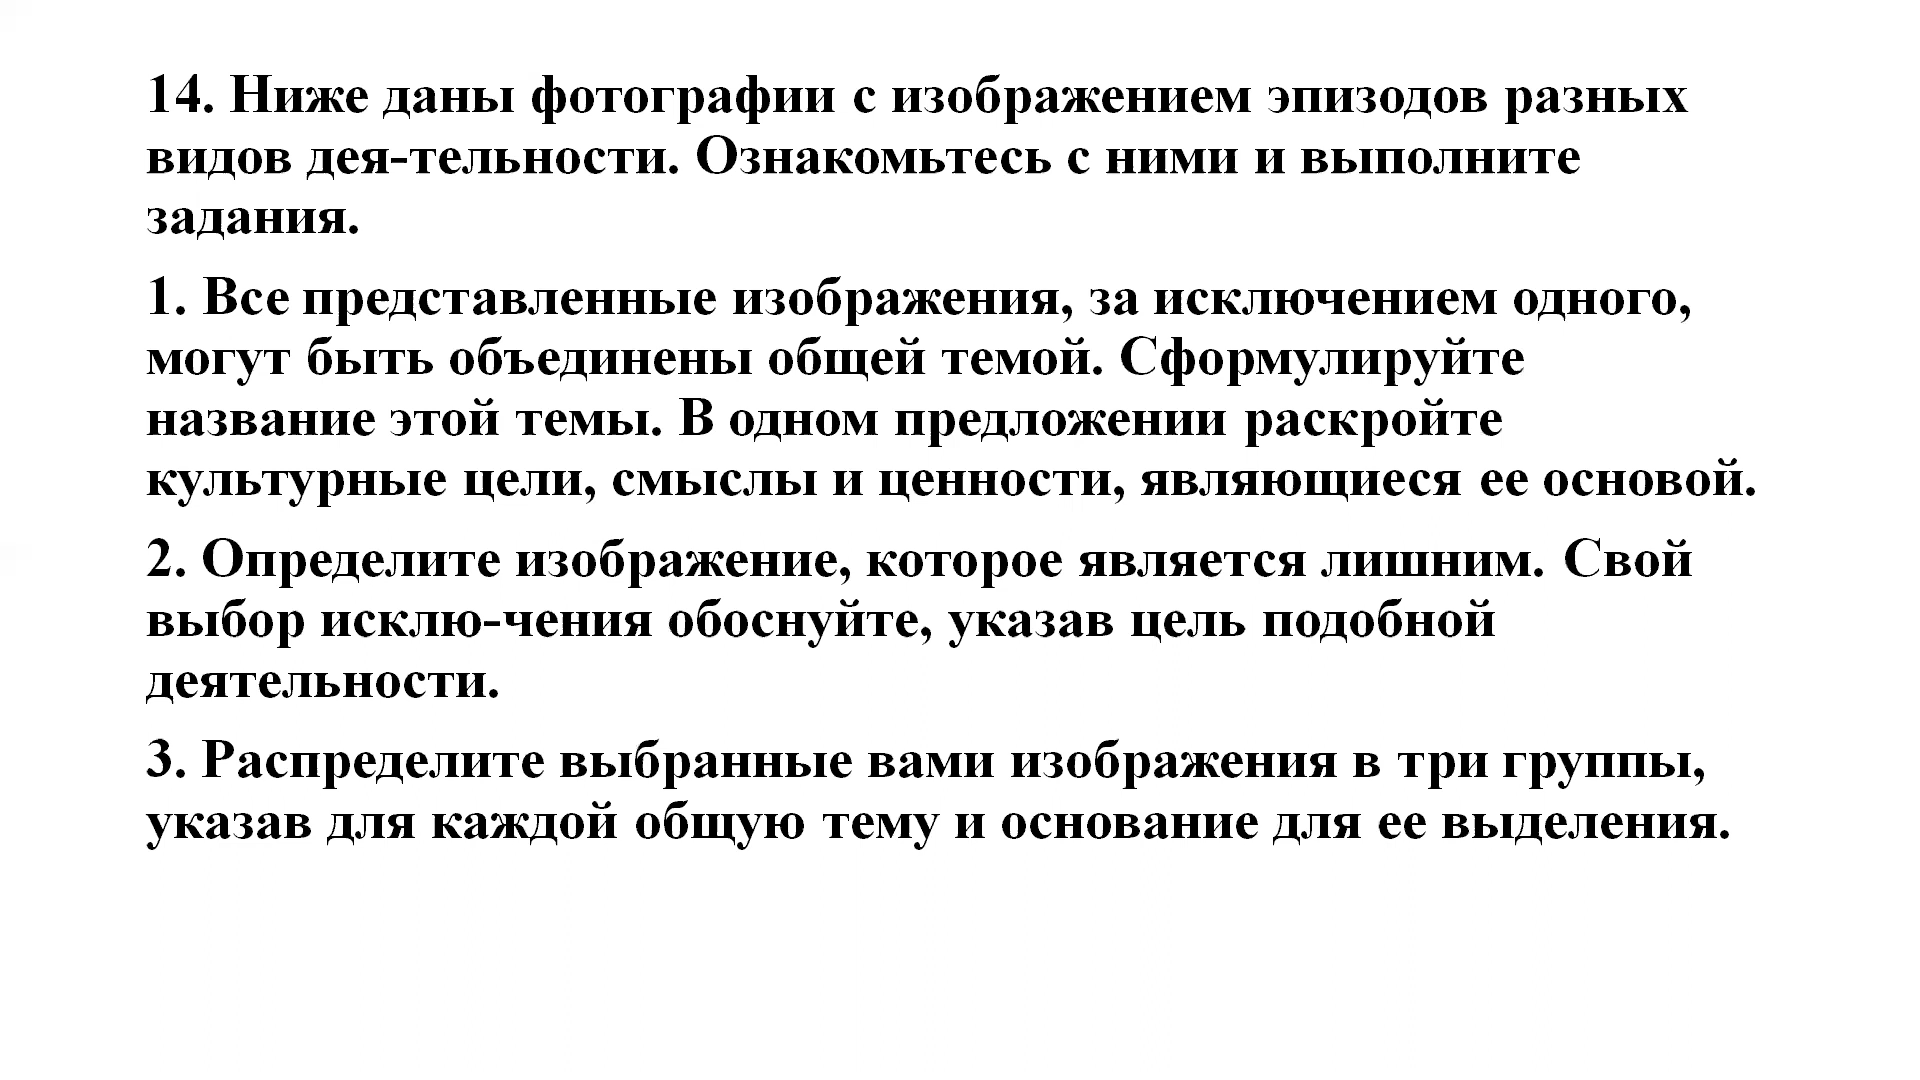 14. Ниже даны фотографии с изображением эпизодов разных
видов дея-тельности. Ознакомьтесь с ними и выполните
задания.
1. Все представленные изображения, за исключением одного,
могут быть объединены общей темой. Сформулируйте
название этой темы. В одном предложении раскройте
культурные цели, смыслы и ценности, являющиеся ее основой.
2. Определите изображение, которое является лишним. Свой
выбор исклю-чения обоснуйте, указав цель подобной
деятельности.
3. Распределите выбранные вами изображения в три группы,
указав для каждой общую тему и основание для ее выделения.